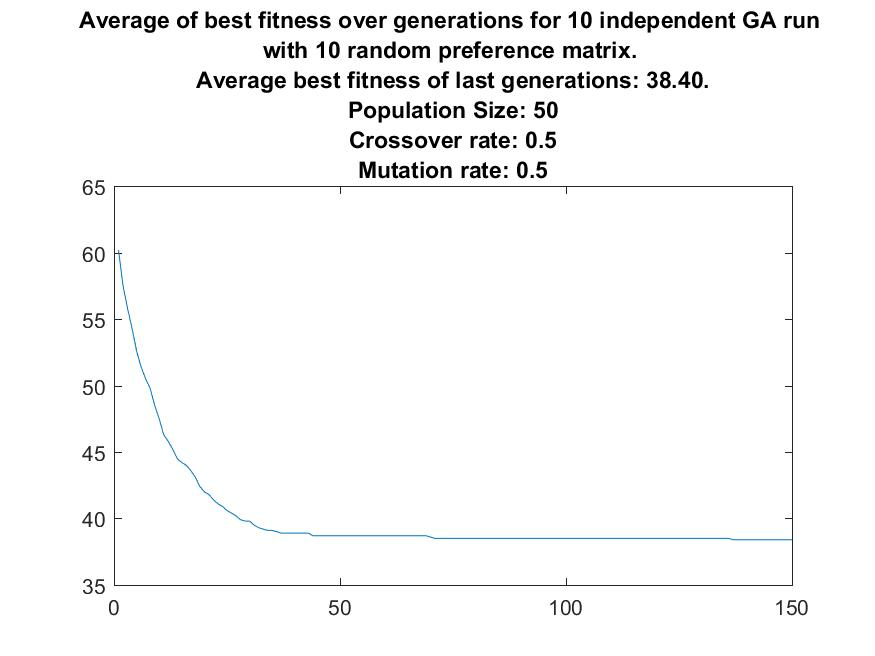 Average of best fitness over generations for 10 independent GA run
with 10 random preference matrix.
Average best fitness of last generations: 38.40.
Population Size: 50
Crossover rate: 0.5
Mutation rate: 0.5
65
60
55
50
45
40
35
0 50 100 150